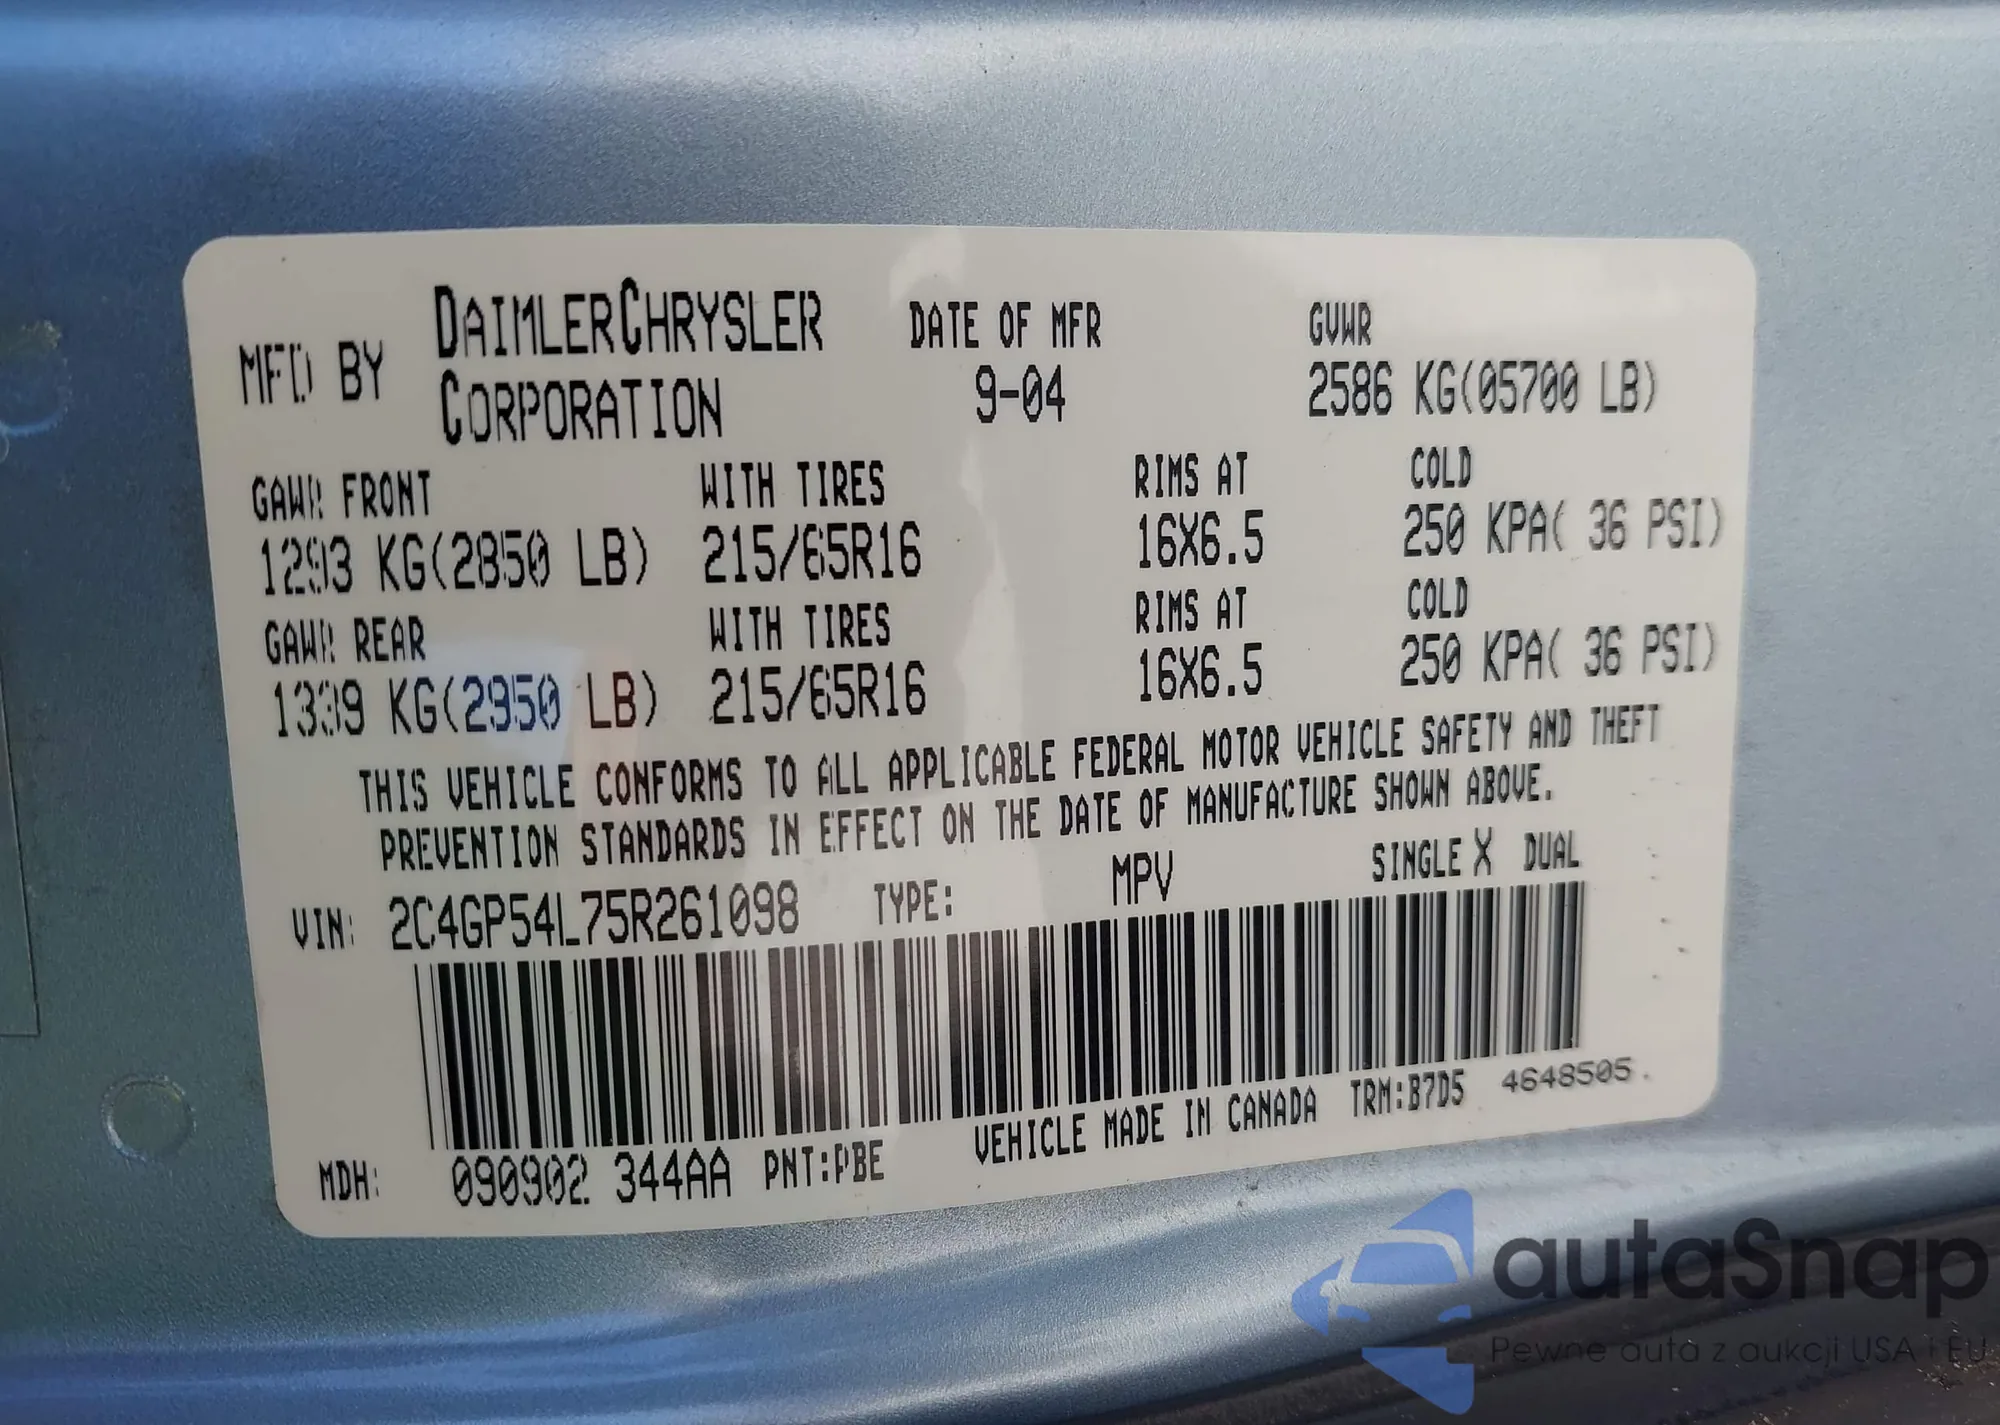 MFD BY DAIMLERCHRYSLER CORPORATION DATE OF MFR 9-04 GVWR 2586 KG(05700 LB)
GAWR FRONT WITH TIRES RIMS AT COLD
1293 KG(2850 LB) 215/65R16 16X6.5 250 KPA( 36 PSI)
GAWR REAR WITH TIRES RIMS AT COLD
1339 KG(2950 LB) 215/65R16 16X6.5 250 KPA( 36 PSI)
THIS VEHICLE CONFORMS TO ALL APPLICABLE FEDERAL MOTOR VEHICLE SAFETY AND THEFT
PREVENTION STANDARDS IN EFFECT ON THE DATE OF MANUFACTURE SHOWN ABOVE.
VIN: 2C4GP54L75R261098 TYPE: MPV SINGLE X DUAL
MDH: 090902 344AA PNT:PBE VEHICLE MADE IN CANADA TRM:B7D5 4648505.
autaSnap
Pewne auta z aukcji USA i EU